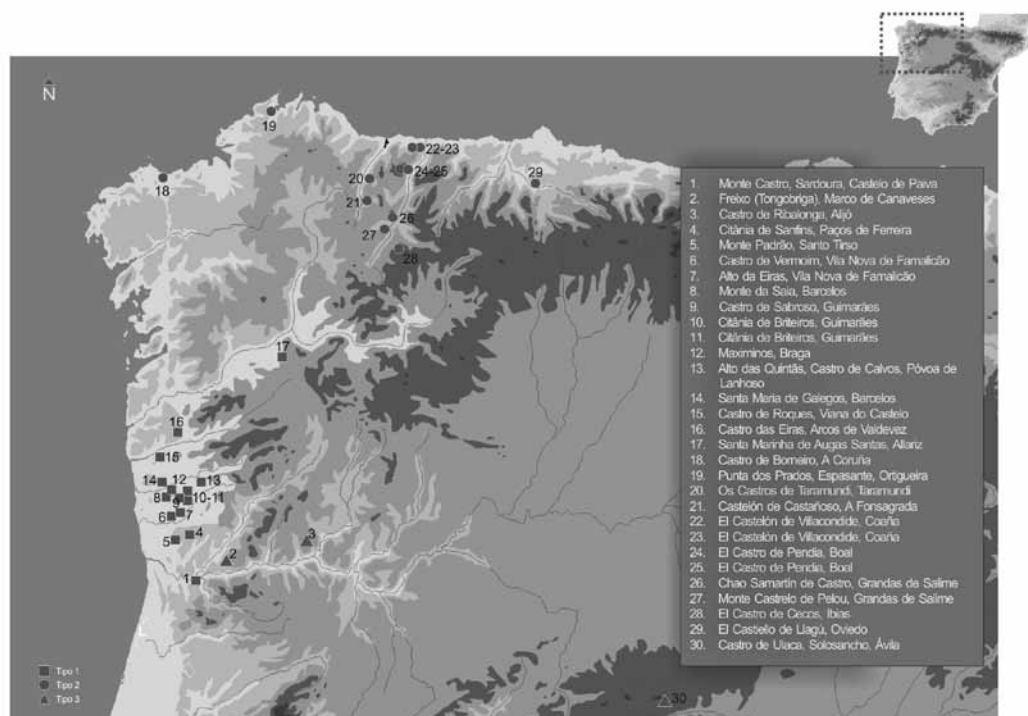 N
19
22-23
18
20
24-25
29
21
26
27
28
17
16
15
14
12
13
8
9
10-11
6
7
5
4
3
2
1
30
Tipo 1
Tipo 2
Tipo 3
1. Monte Castro, Sardoura, Castelo de Paiva
2. Freixo (Tongobriga), Marco de Canaveses
3. Castro de Ribalonga, Alijó
4. Citânia de Sanfins, Paços de Ferreira
5. Monte Padrão, Santo Tirso
6. Castro de Vermoim, Vila Nova de Famalicão
7. Alto da Eiras, Vila Nova de Famalicão
8. Monte da Saia, Barcelos
9. Castro de Sabroso, Guimarães
10. Citânia de Briteiros, Guimarães
11. Citânia de Briteiros, Guimarães
12. Maximinos, Braga
13. Alto das Quintãs, Castro de Calvos, Póvoa de
Lanhoso
14. Santa Maria de Galegos, Barcelos
15. Castro de Roques, Viana do Castelo
16. Castro das Eiras, Arcos de Valdevez
17. Santa Marinha de Augas Santas, Allariz
18. Castro de Borneiro, A Coruña
19. Punta dos Prados, Espasante, Ortigueira
20. Os Castros de Taramundi, Taramundi
21. Castelón de Castañoso, A Fonsagrada
22. El Castelón de Villacondide, Coaña
23. El Castelón de Villacondide, Coaña
24. El Castro de Pendia, Boal
25. El Castro de Pendia, Boal
26. Chao Samartín de Castro, Grandas de Salime
27. Monte Castrelo de Pelou, Grandas de Salime
28. El Castro de Cecos, Ibias
29. El Castiello de Llagú, Oviedo
30. Castro de Ulaca, Solosancho, Ávila